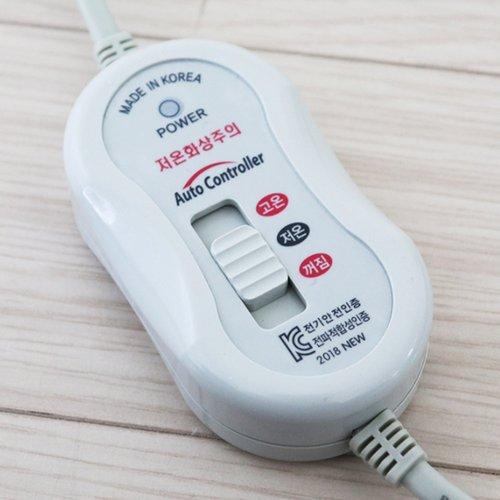 MADE IN KOREA
POWER
저온화상주의
Auto Controller
고온
저온
꺼짐
전기안전인증
전파적합성인증
2018 NEW